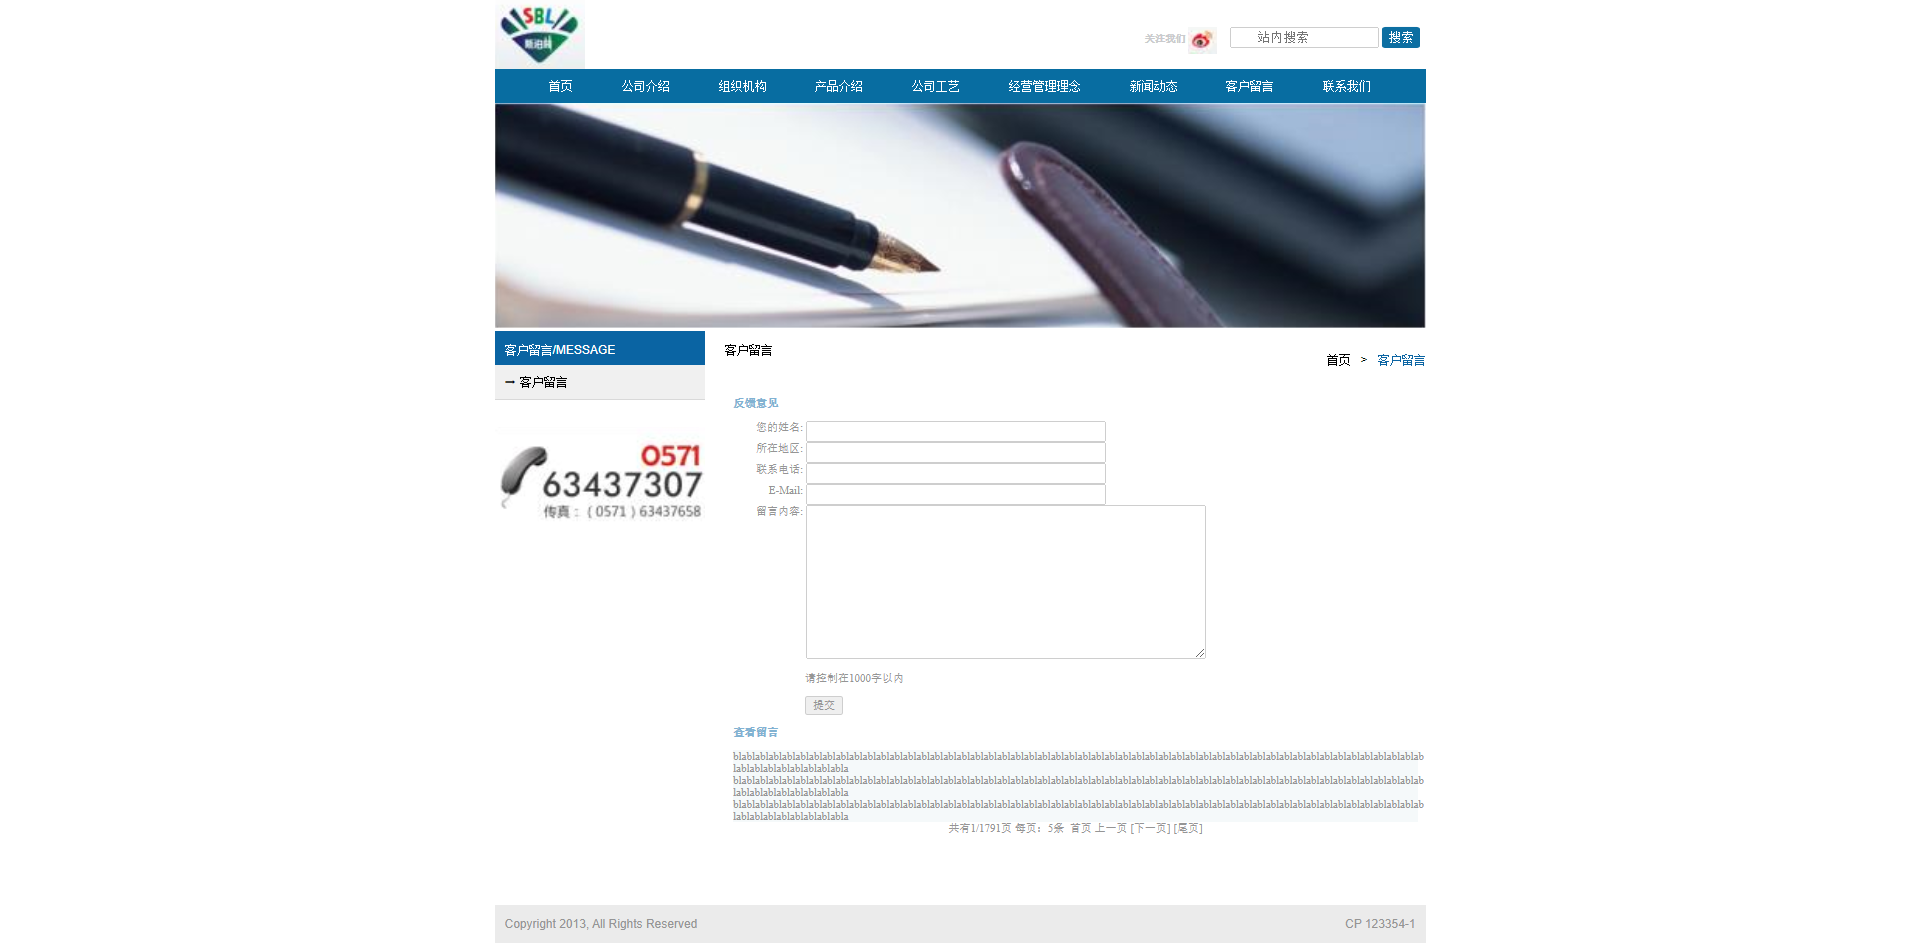 SBL
斯泊林
关注我们
站内搜索
搜索
首页 公司介绍 组织机构 产品介绍 公司工艺 经营管理理念 新闻动态 客户留言 联系我们
客户留言/MESSAGE
客户留言
0571
63437307
传真：（0571）63437658
客户留言
首页 > 客户留言
反馈意见
您的姓名:
所在地区:
联系电话:
E-Mail:
留言内容:
请控制在1000字以内
提交
查看留言
blablablablablablablablablablablablablablablablablablablablablablablablablablablablablablablablablablablablablablablablablablablablablablablablablablab
lablablablablablablablabla
blablablablablablablablablablablablablablablablablablablablablablablablablablablablablablablablablablablablablablablablablablablablablablablablablablab
lablablablablablablablabla
blablablablablablablablablablablablablablablablablablablablablablablablablablablablablablablablablablablablablablablablablablablablablablablablablablab
lablablablablablablablabla
共有1/1791页 每页：5条 首页 上一页 [下一页] [尾页]
Copyright 2013, All Rights Reserved
CP 123354-1